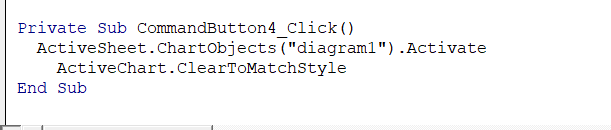 Private Sub CommandButton4_Click()
ActiveSheet.ChartObjects("diagram1").Activate
ActiveChart.ClearToMatchStyle
End Sub